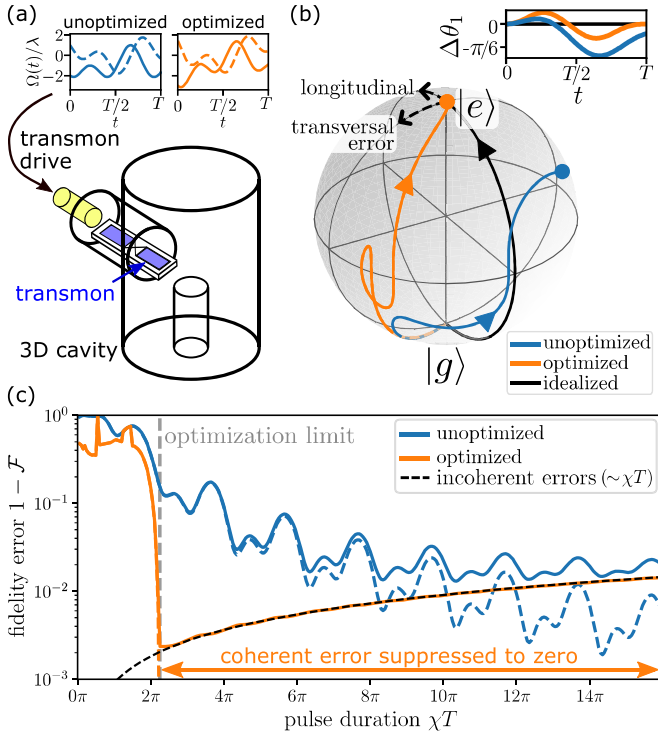 (a)
unoptimized optimized
Ω(t)/λ
2
0
−2
0 T/2 T
t
0 T/2 T
t
transmon
drive
transmon
3D cavity
(b)
Δθ₁
0
−π/6
0 T/2 T
t
longitudinal
transversal
error
|e⟩
|g⟩
unoptimized
optimized
idealized
(c)
fidelity error 1 − ℱ
10⁰
10⁻¹
10⁻²
10⁻³
optimization limit
unoptimized
optimized
incoherent errors (∼χT)
coherent error suppressed to zero
0π 2π 4π 6π 8π 10π 12π 14π
pulse duration χT